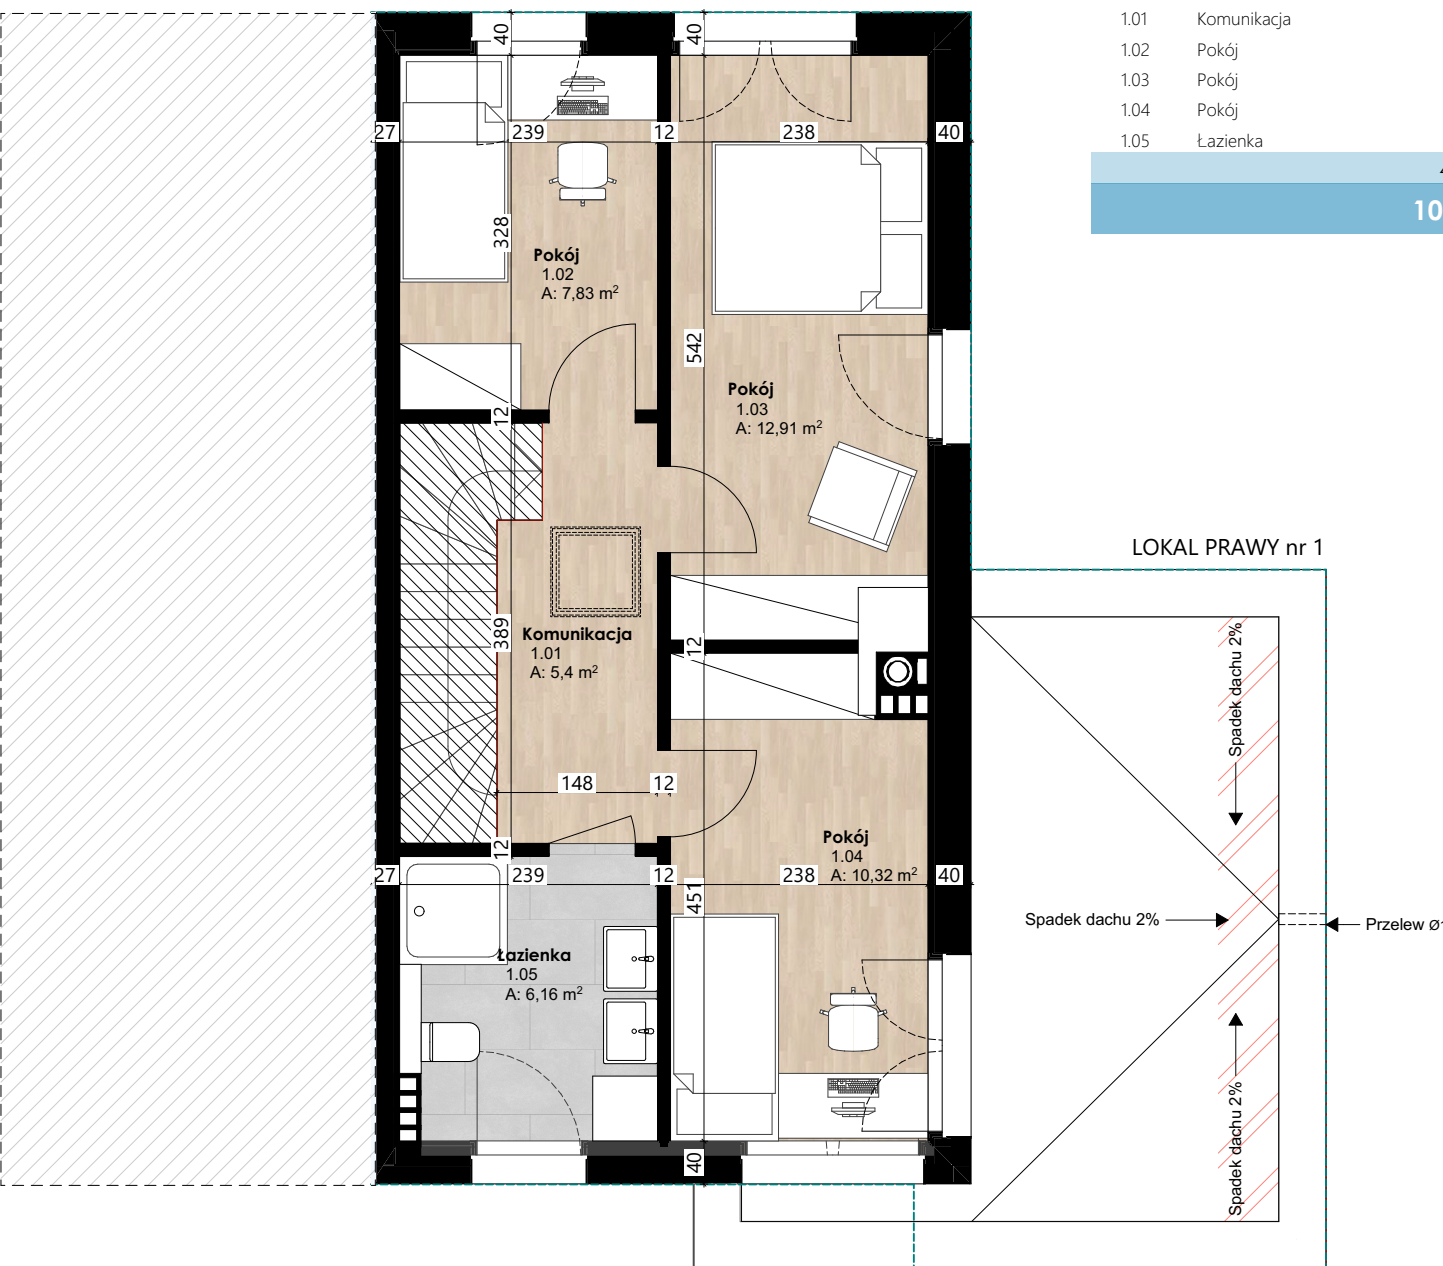 1.01 Komunikacja
1.02 Pokój
1.03 Pokój
1.04 Pokój
1.05 Łazienka
10
40
40
27
239
12
238
40
328
Pokój
1.02
A: 7,83 m²
542
Pokój
1.03
A: 12,91 m²
12
LOKAL PRAWY nr 1
389
Komunikacja
1.01
A: 5,4 m²
12
Spadek dachu 2%
148
12
12
Pokój
1.04
A: 10,32 m²
27
239
12
238
40
451
Spadek dachu 2%
Przelew Ø1
Łazienka
1.05
A: 6,16 m²
Spadek dachu 2%
40